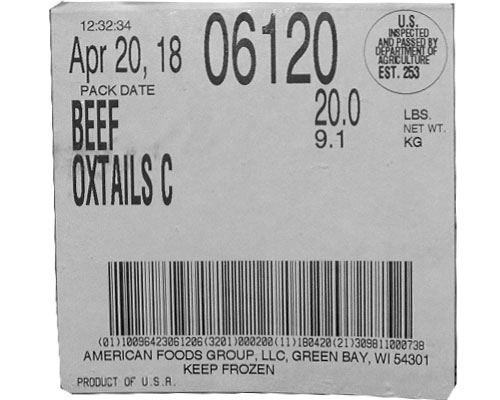 12:32:34
Apr 20, 18
PACK DATE
06120
U.S.
INSPECTED
AND PASSED BY
DEPARTMENT OF
AGRICULTURE
EST. 253
20.0 LBS.
NET WT.
9.1 KG
BEEF
OXTAILS C
(01)10096423061206(3201)000200(11)180420(21)309811000738
AMERICAN FOODS GROUP, LLC, GREEN BAY, WI 54301
KEEP FROZEN
PRODUCT OF U.S.A.